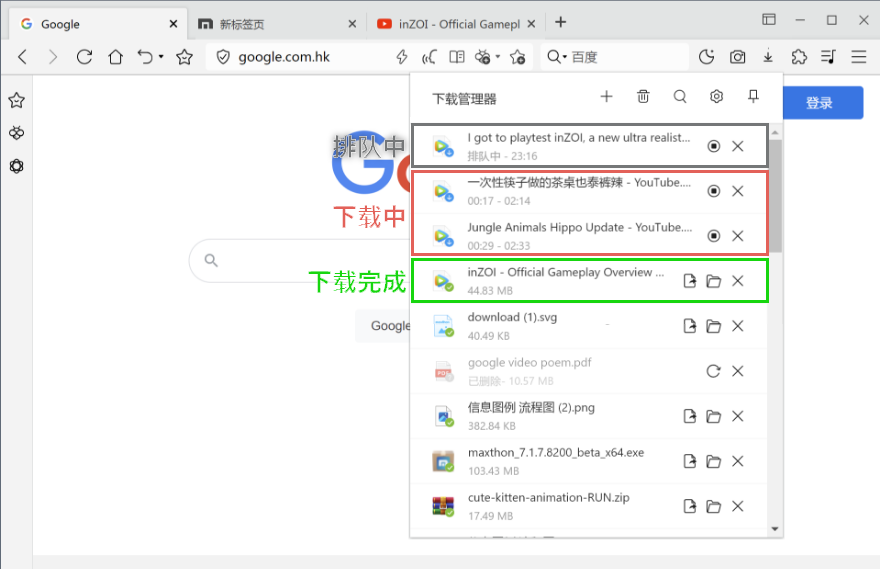 Google
新标签页
inZOI - Official Gamepl
google.com.hk
百度
下载管理器
登录
排队中
I got to playtest inZOI, a new ultra realist...
排队中 - 23:16
下载中
一次性筷子做的茶桌也泰裤辣 - YouTube....
00:17 - 02:14
Jungle Animals Hippo Update - YouTube....
00:29 - 02:33
下载完成
inZOI - Official Gameplay Overview ...
44.83 MB
Google
download (1).svg
40.49 KB
google video poem.pdf
已删除- 10.57 MB
信息图例 流程图 (2).png
382.84 KB
maxthon_7.1.7.8200_beta_x64.exe
103.43 MB
cute-kitten-animation-RUN.zip
17.49 MB